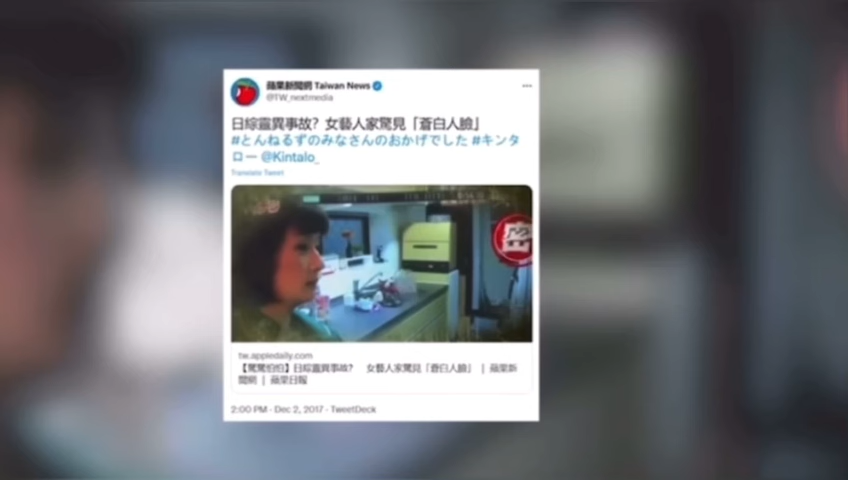 蘋果新聞網 Taiwan News
@TW_nextmedia
日綜靈異事故？女藝人家驚見「蒼白人臉」
#とんねるずのみなさんのおかげでした #キンタ
ロー @Kintalo_
Translate Tweet
tw.appledaily.com
【驚驚怕怕】日綜靈異事故？ 女藝人家驚見「蒼白人臉」 | 蘋果新
聞網 | 蘋果日報
2:00 PM · Dec 2, 2017 · TweetDeck